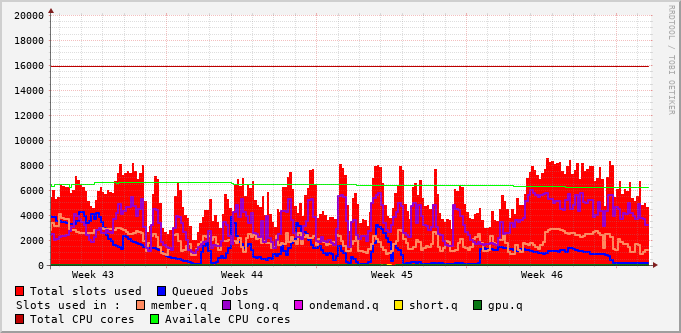 20000
18000
16000
14000
12000
10000
8000
6000
4000
2000
0
Week 43 Week 44 Week 45 Week 46
Total slots used Queued Jobs
Slots used in : member.q long.q ondemand.q short.q gpu.q
Total CPU cores Availale CPU cores
RRDTOOL / TOBI OETIKER